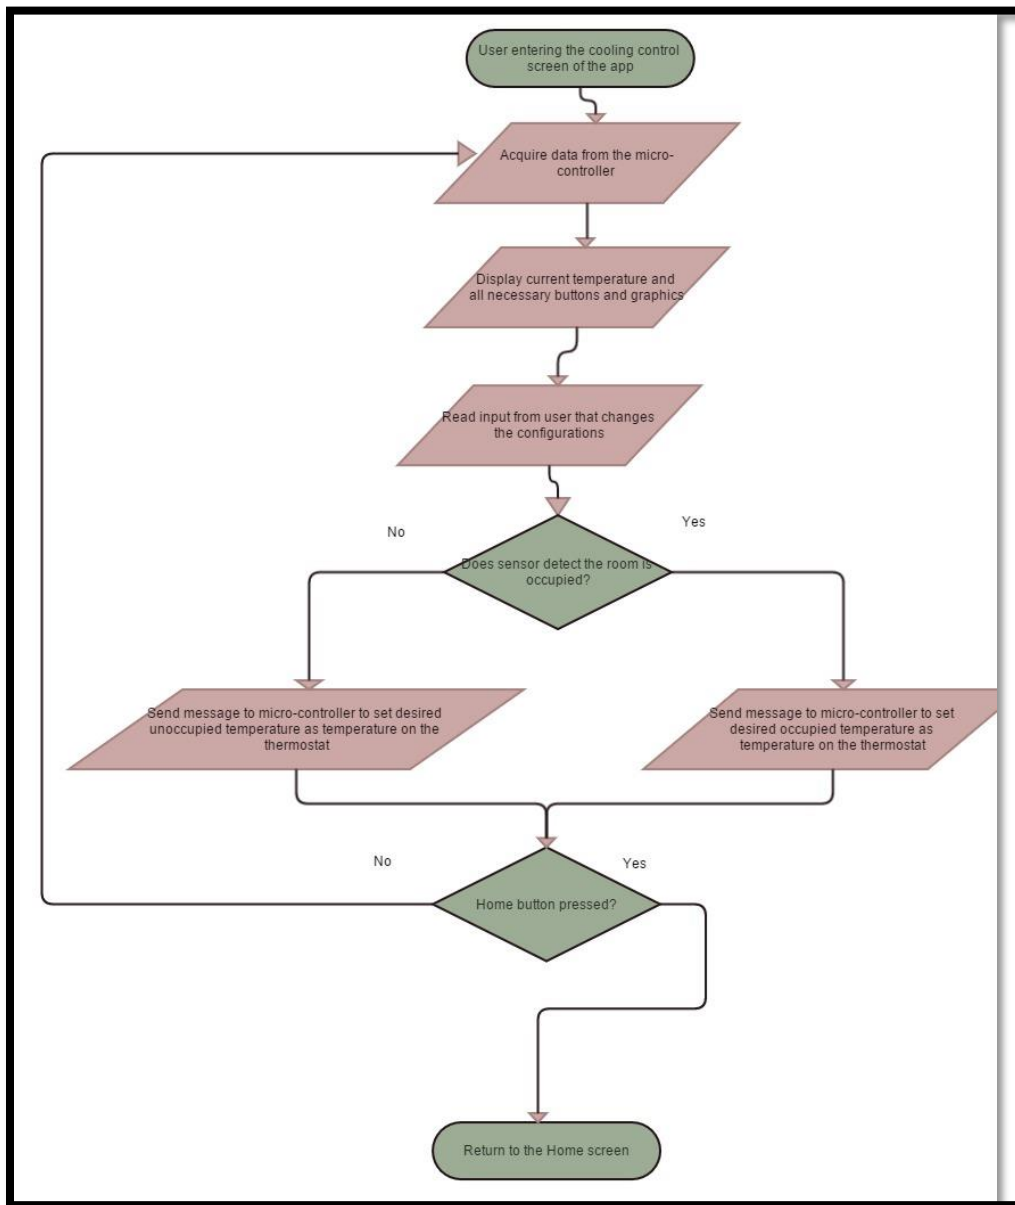 User entering the cooling control
screen of the app
Acquire data from the micro-
controller
Display current temperature and
all necessary buttons and graphics
Read input from user that changes
the configurations
No
Yes
Does sensor detect the room is
occupied?
Send message to micro-controller to set desired
unoccupied temperature as temperature on the
thermostat
Send message to micro-controller to set
desired occupied temperature as
temperature on the thermostat
No
Yes
Home button pressed?
Return to the Home screen